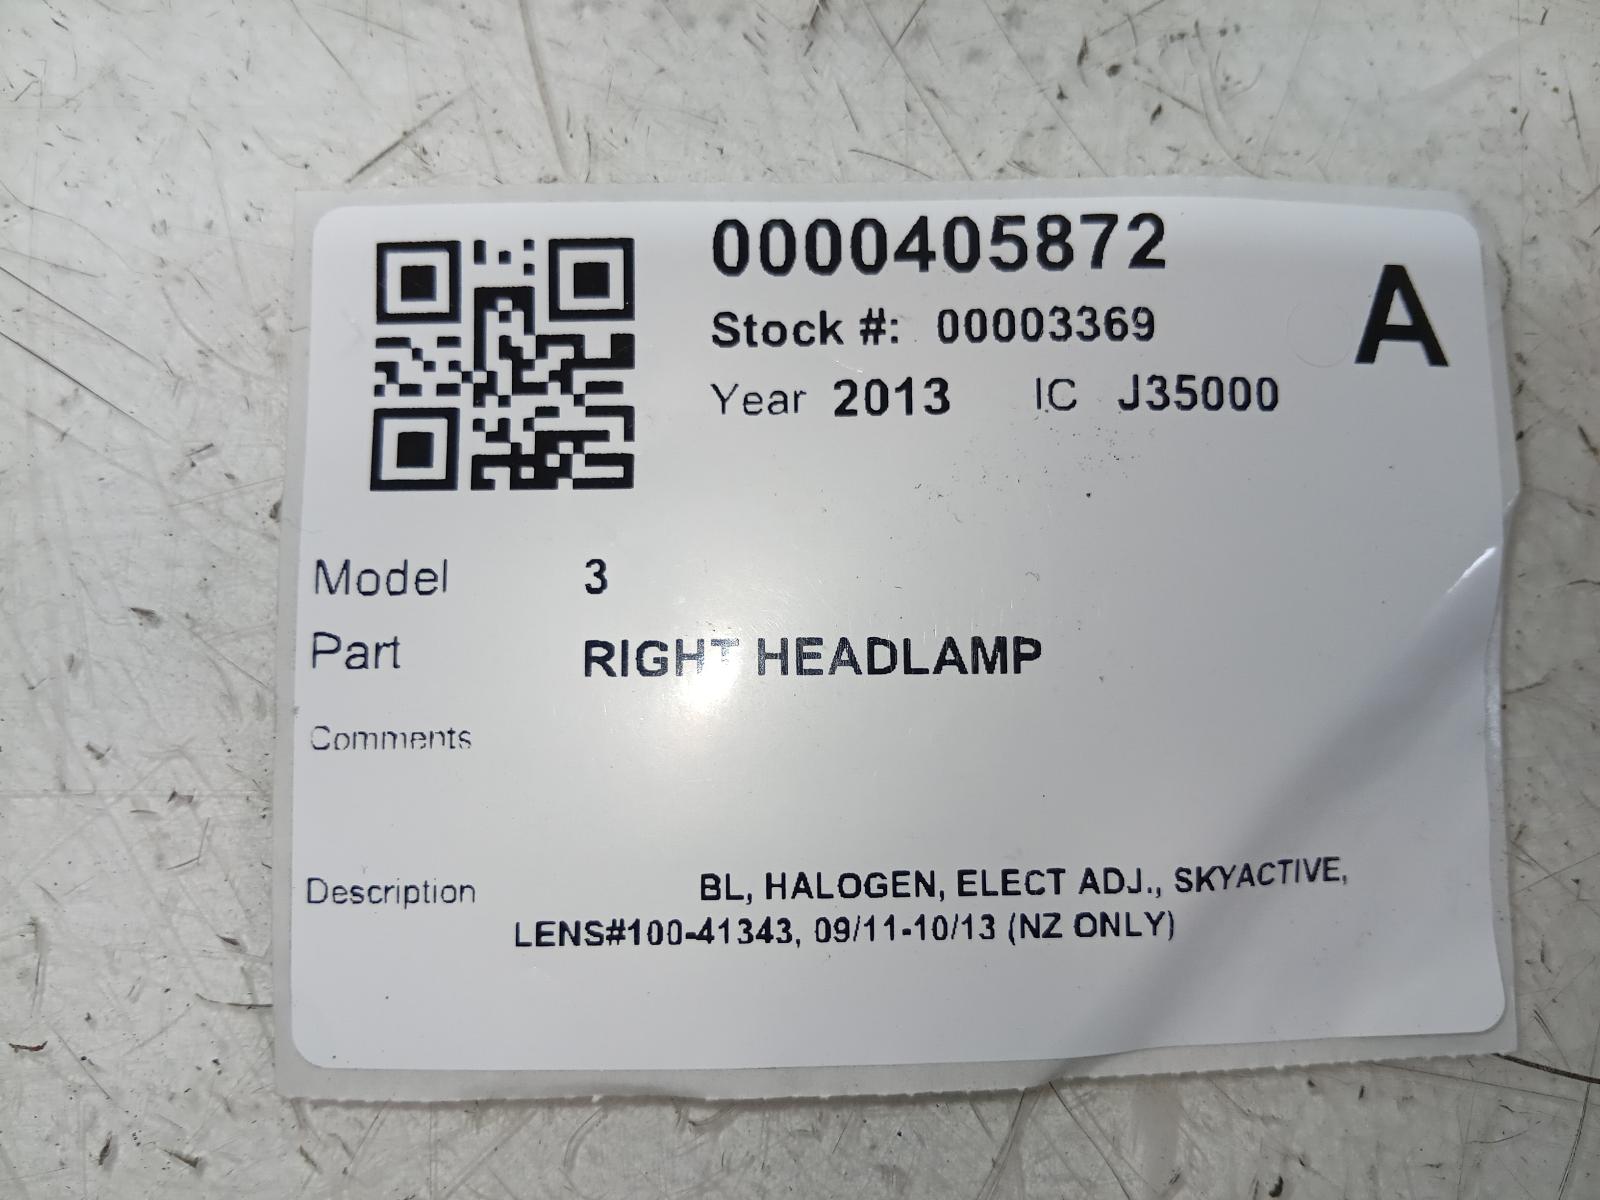 0000405872
Stock #: 00003369
A
Year 2013 IC J35000
Model 3
Part RIGHT HEADLAMP
Comments
Description BL, HALOGEN, ELECT ADJ., SKYACTIVE,
LENS#100-41343, 09/11-10/13 (NZ ONLY)